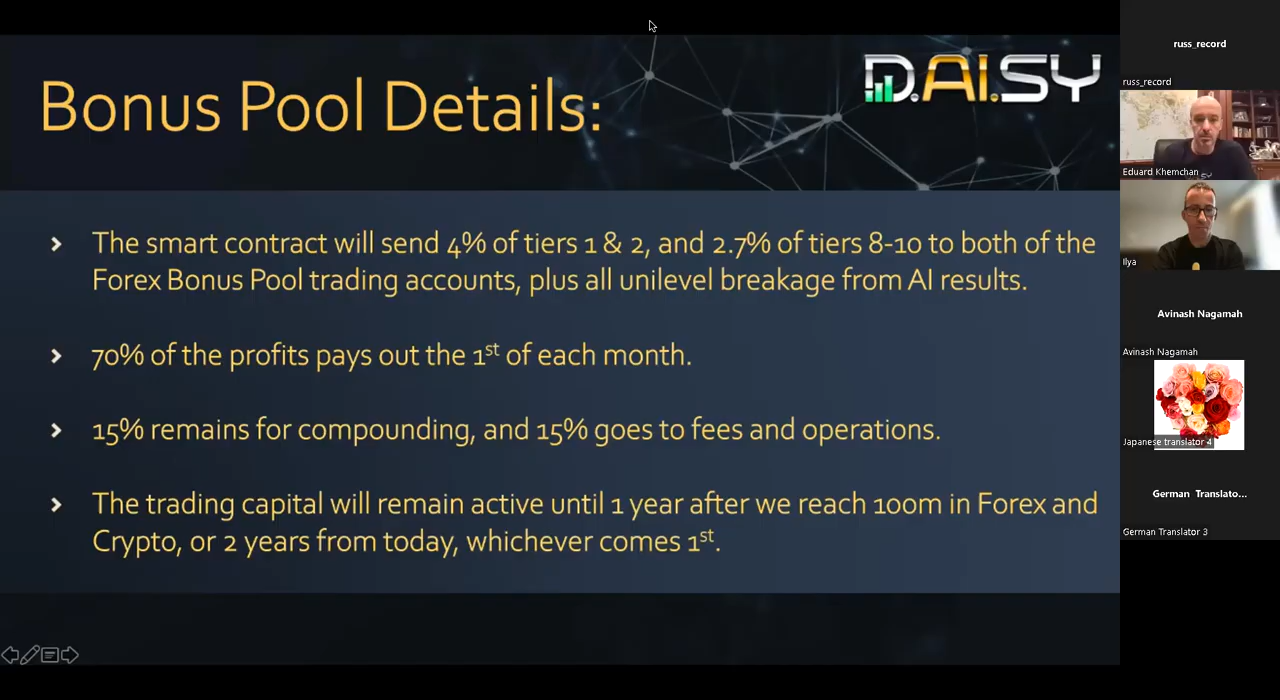 Bonus Pool Details:
D.AI.SY
The smart contract will send 4% of tiers 1 & 2, and 2.7% of tiers 8-10 to both of the
Forex Bonus Pool trading accounts, plus all unilevel breakage from AI results.
70% of the profits pays out the 1st of each month.
15% remains for compounding, and 15% goes to fees and operations.
The trading capital will remain active until 1 year after we reach 100m in Forex and
Crypto, or 2 years from today, whichever comes 1st.
russ_record
russ_record
Eduard Khemchan
Ilya
Avinash Nagamah
Avinash Nagamah
Japanese translator 4
German Translato...
German Translator 3